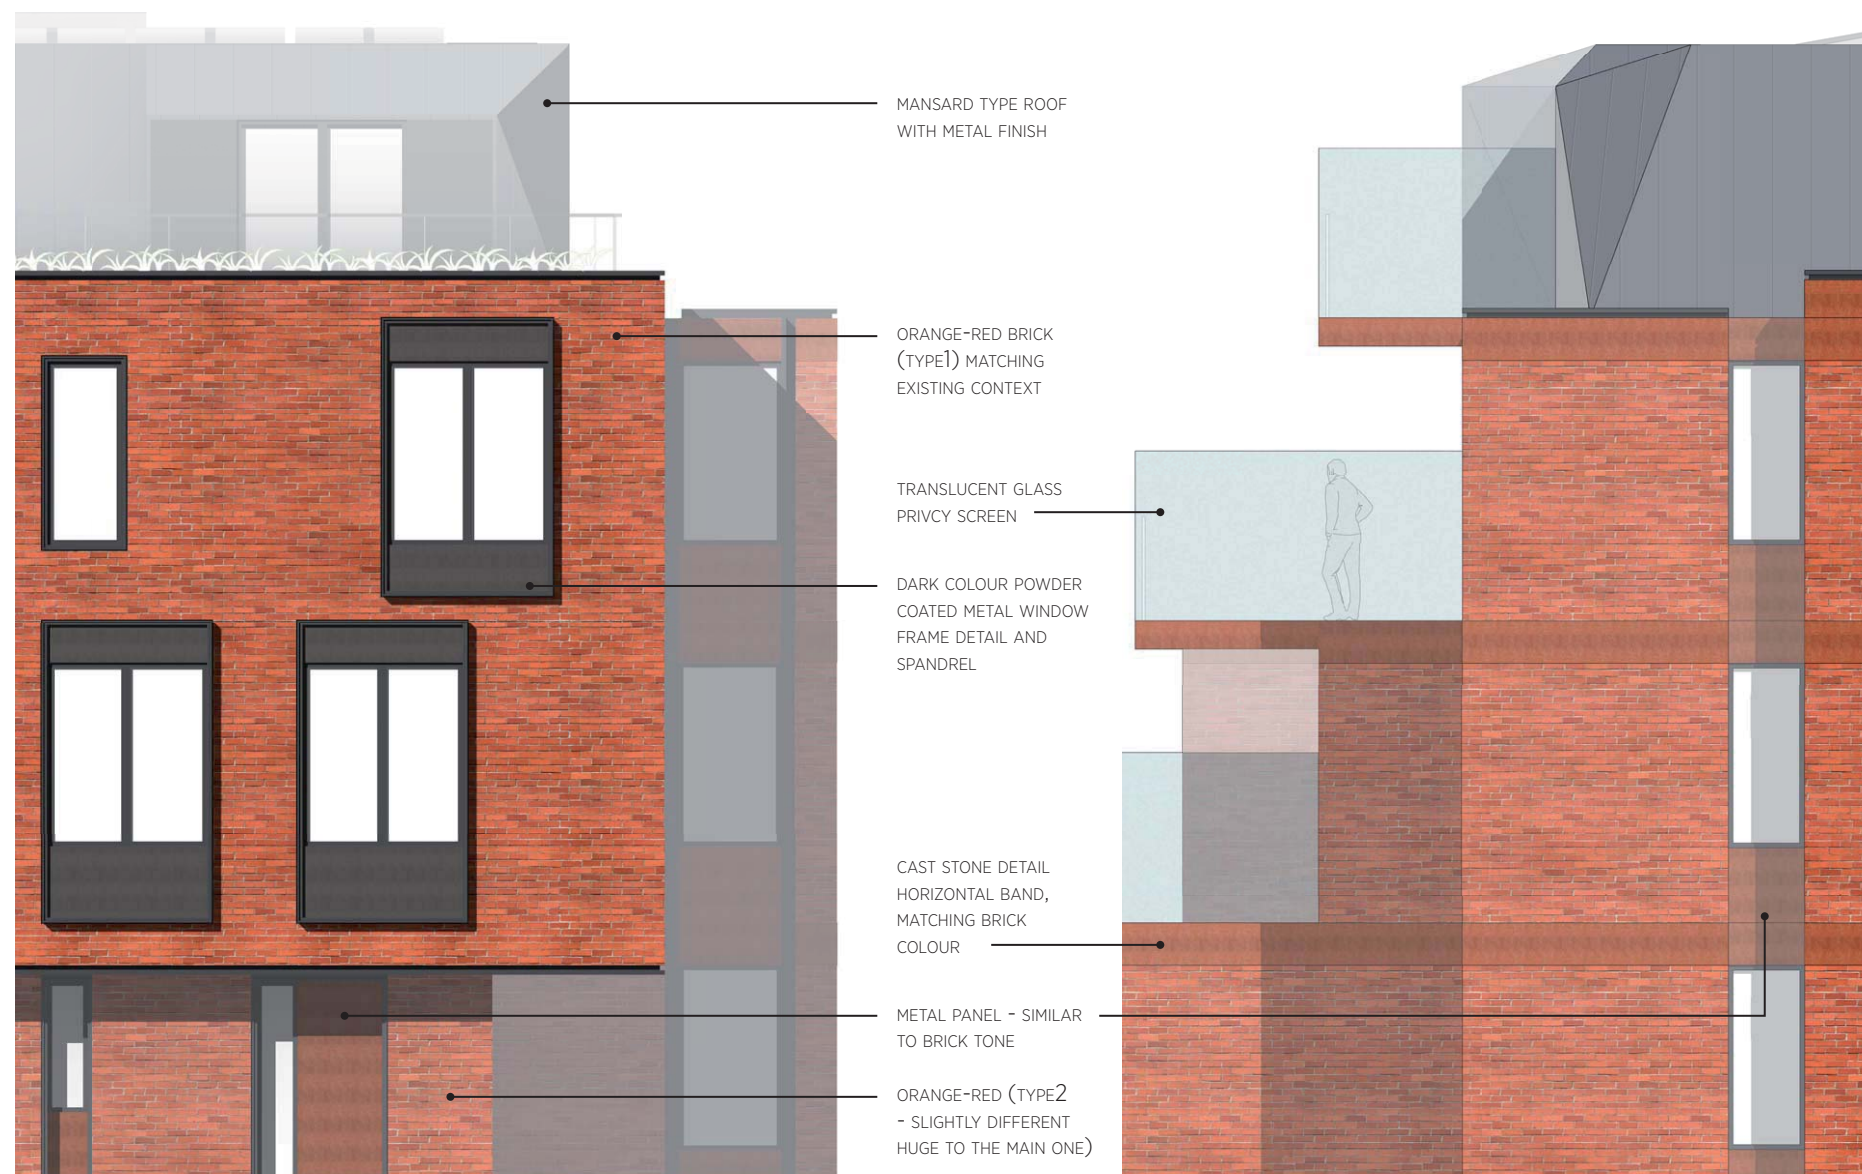 MANSARD TYPE ROOF
WITH METAL FINISH
ORANGE-RED BRICK
(TYPE1) MATCHING
EXISTING CONTEXT
TRANSLUCENT GLASS
PRIVCY SCREEN
DARK COLOUR POWDER
COATED METAL WINDOW
FRAME DETAIL AND
SPANDREL
CAST STONE DETAIL
HORIZONTAL BAND,
MATCHING BRICK
COLOUR
METAL PANEL - SIMILAR
TO BRICK TONE
ORANGE-RED (TYPE2
- SLIGHTLY DIFFERENT
HUGE TO THE MAIN ONE)